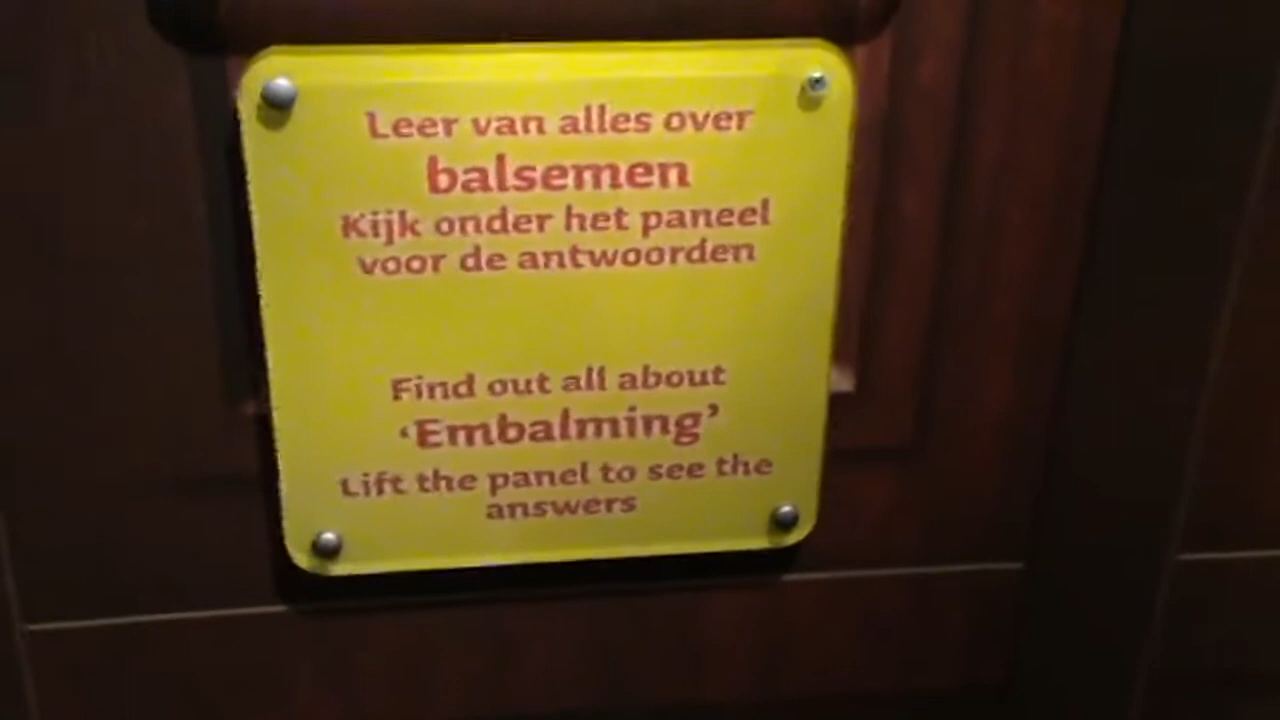 Leer van alles over
balsemen
Kijk onder het paneel
voor de antwoorden
Find out all about
‘Embalming’
Lift the panel to see the
answers